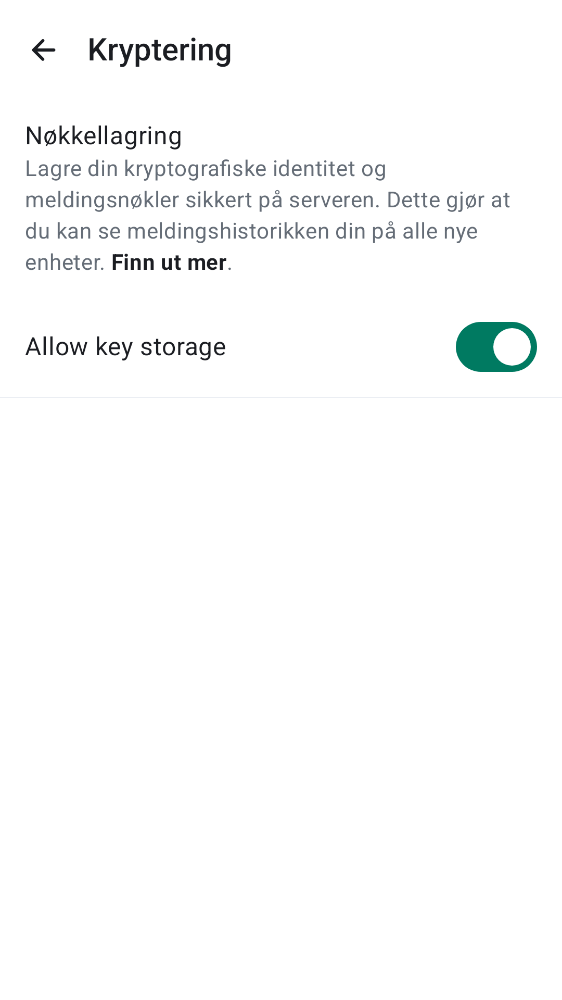 Kryptering
Nøkkellagring
Lagre din kryptografiske identitet og
meldingsnøkler sikkert på serveren. Dette gjør at
du kan se meldingshistorikken din på alle nye
enheter. Finn ut mer.
Allow key storage